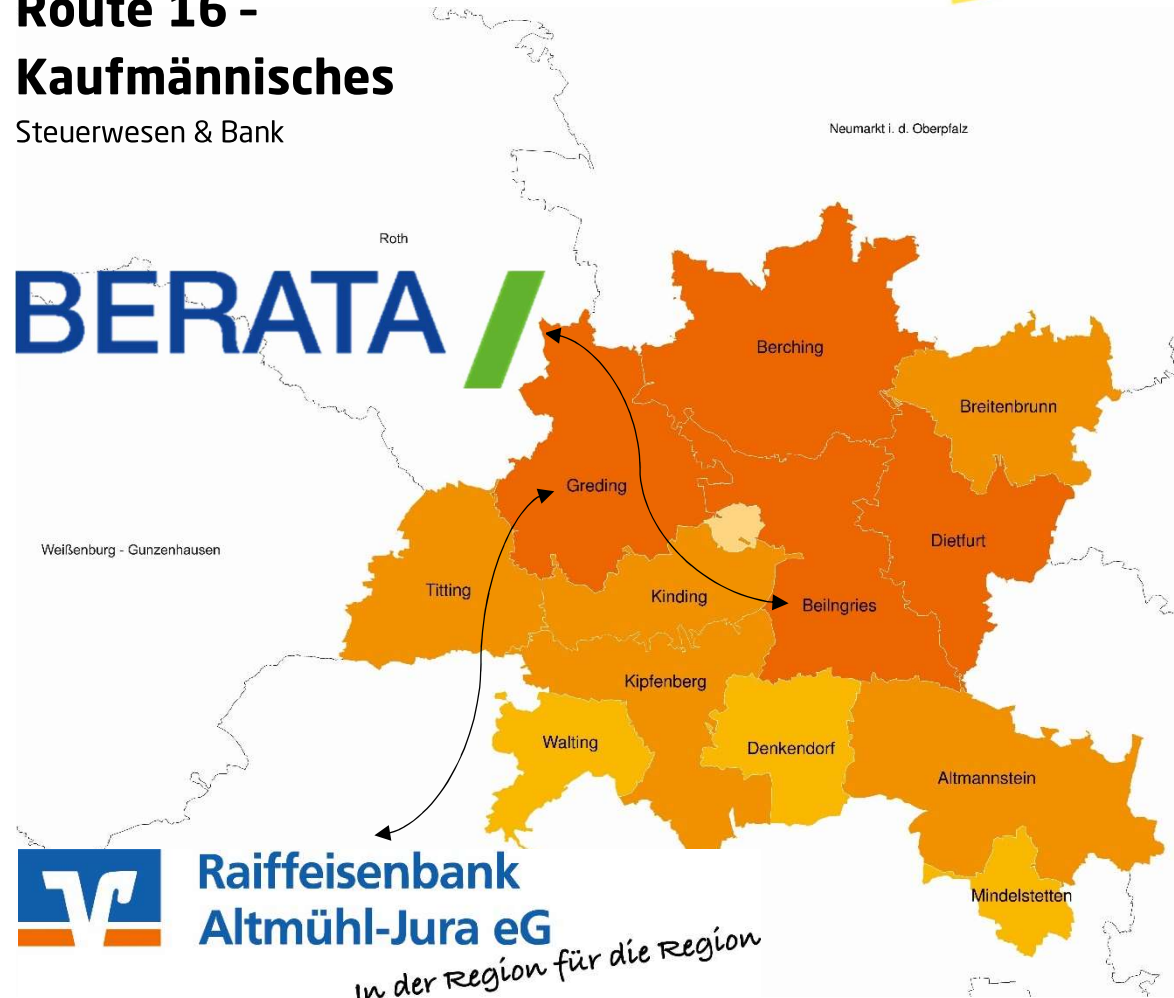 Route 16 –
Kaufmännisches
Steuerwesen & Bank
Neumarkt i. d. Oberpfalz
Roth
BERATA
Berching
Breitenbrunn
Greding
Dietfurt
Weißenburg - Gunzenhausen
Titting
Kinding
Beilngries
Kipfenberg
Walting
Denkendorf
Altmannstein
Mindelstetten
Raiffeisenbank
Altmühl-Jura eG
In der Region für die Region